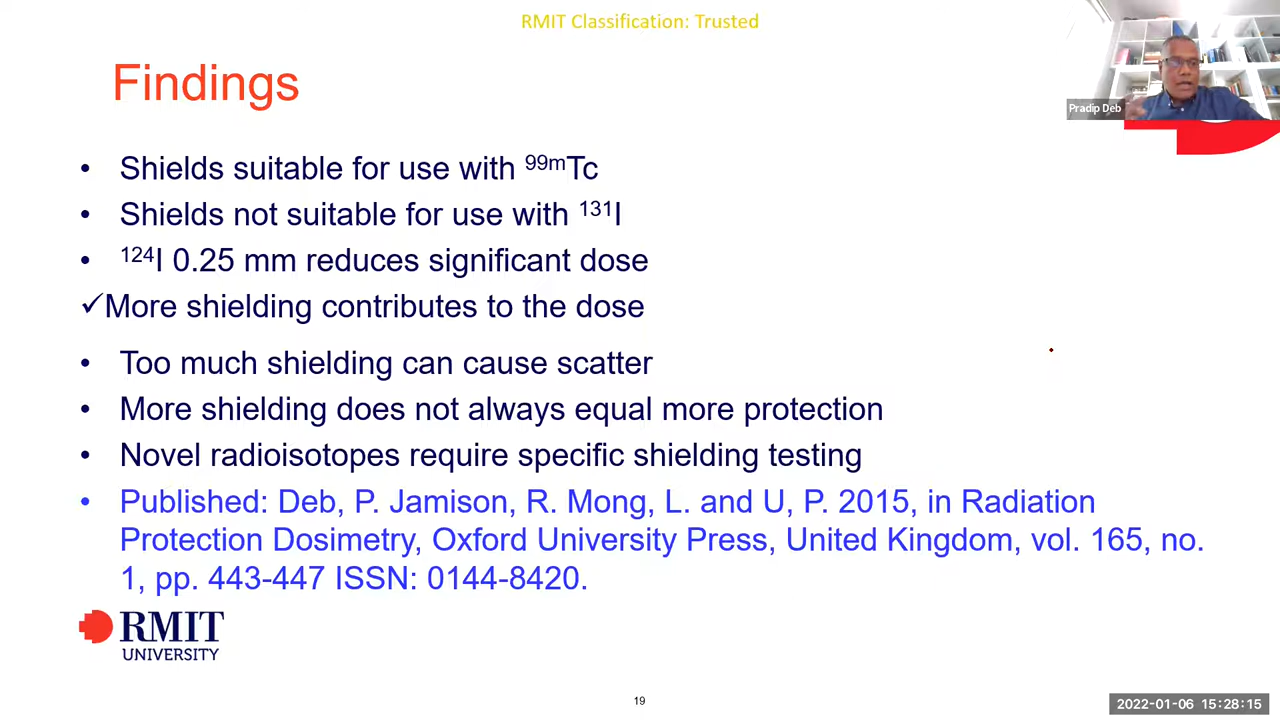 RMIT Classification: Trusted
Findings
Pradip Deb
• Shields suitable for use with ⁹⁹ᵐTc
• Shields not suitable for use with ¹³¹I
• ¹²⁴I 0.25 mm reduces significant dose
✓More shielding contributes to the dose
• Too much shielding can cause scatter
• More shielding does not always equal more protection
• Novel radioisotopes require specific shielding testing
• Published: Deb, P. Jamison, R. Mong, L. and U, P. 2015, in Radiation
Protection Dosimetry, Oxford University Press, United Kingdom, vol. 165, no.
1, pp. 443-447 ISSN: 0144-8420.
RMIT
UNIVERSITY
19
2022-01-06 15:28:15